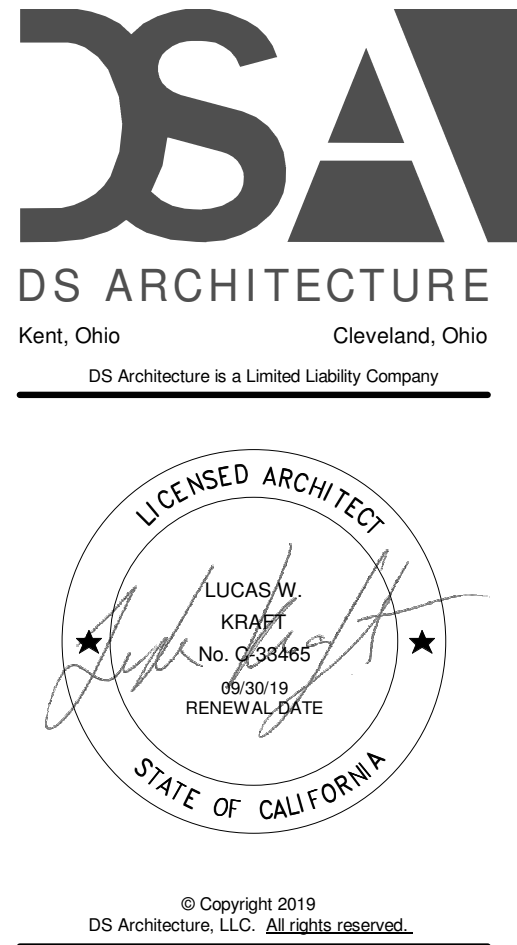 DSA
DS ARCHITECTURE
Kent, Ohio Cleveland, Ohio
DS Architecture is a Limited Liability Company
LICENSED ARCHITECT
LUCAS W.
KRAFT
No. C-33465
09/30/19
RENEWAL DATE
STATE OF CALIFORNIA
© Copyright 2019
DS Architecture, LLC. All rights reserved.